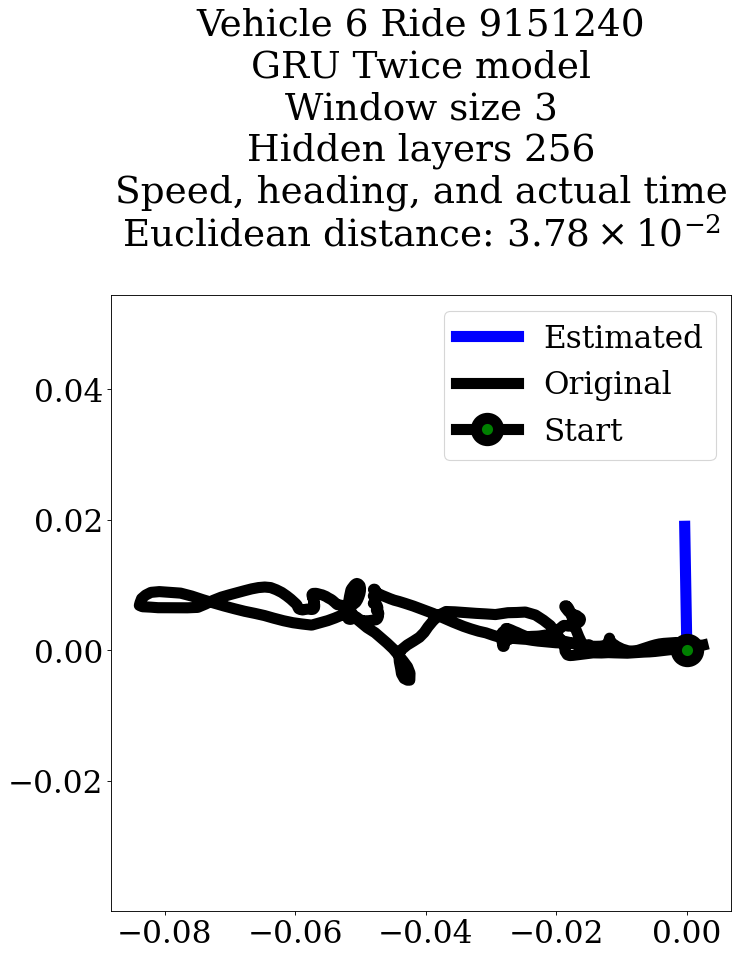 Vehicle 6 Ride 9151240
GRU Twice model
Window size 3
Hidden layers 256
Speed, heading, and actual time
Euclidean distance: 3.78 × 10⁻²
Estimated
Original
Start
0.04
0.02
0.00
−0.02
−0.08 −0.06 −0.04 −0.02 0.00